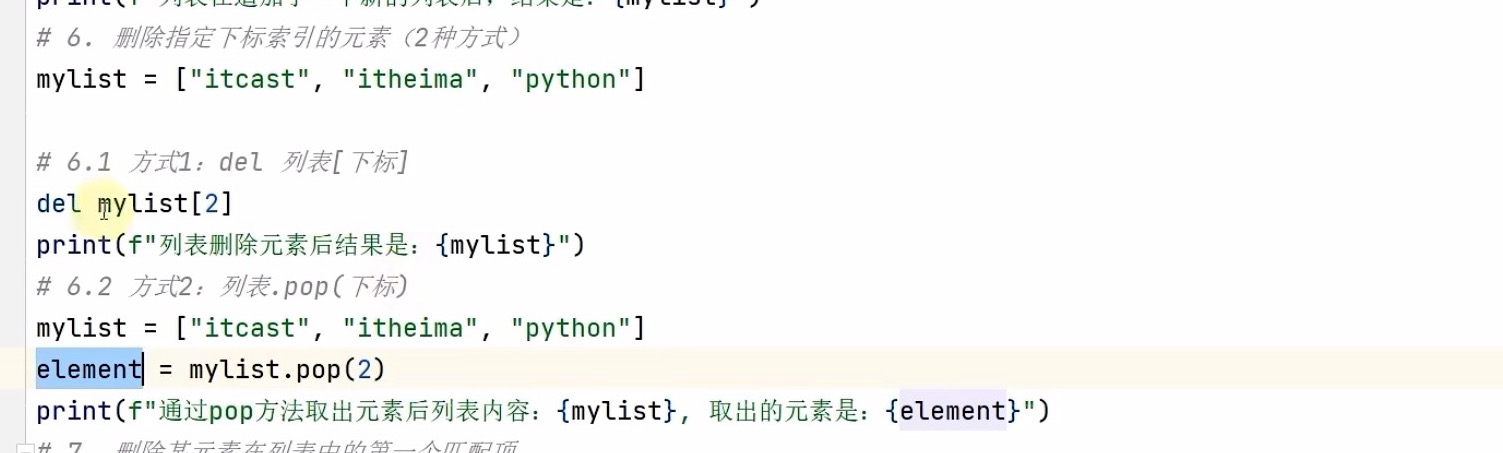 print(f"列表在追加了一个新的列表后，结果是：{mylist}")
# 6. 删除指定下标索引的元素（2种方式）
mylist = ["itcast", "itheima", "python"]
# 6.1 方式1：del 列表[下标]
del mylist[2]
print(f"列表删除元素后结果是：{mylist}")
# 6.2 方式2：列表.pop(下标)
mylist = ["itcast", "itheima", "python"]
element = mylist.pop(2)
print(f"通过pop方法取出元素后列表内容：{mylist}, 取出的元素是：{element}")
# 7. 删除某元素在列表中的第一个匹配项